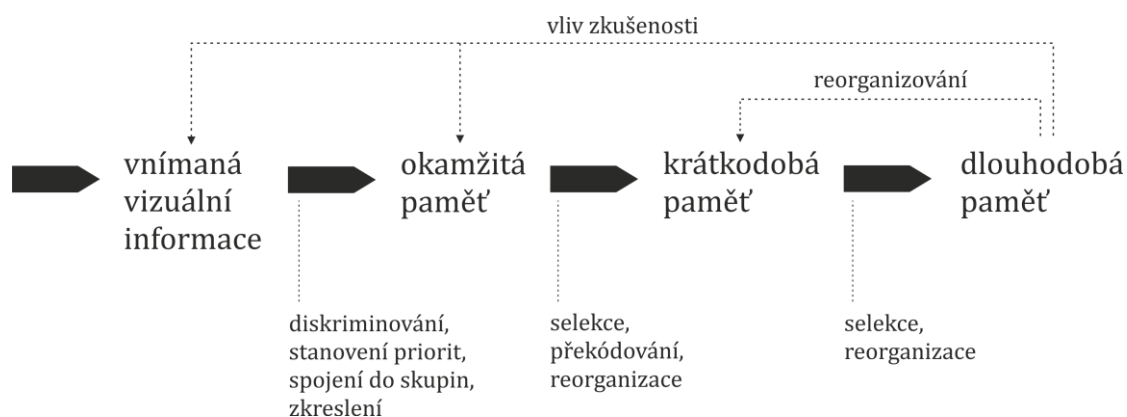 vliv zkušenosti
reorganizování
vnímaná
vizuální
informace
okamžitá
paměť
krátkodobá
paměť
dlouhodobá
paměť
diskriminování,
stanovení priorit,
spojení do skupin,
zkreslení
selekce,
překódování,
reorganizace
selekce,
reorganizace